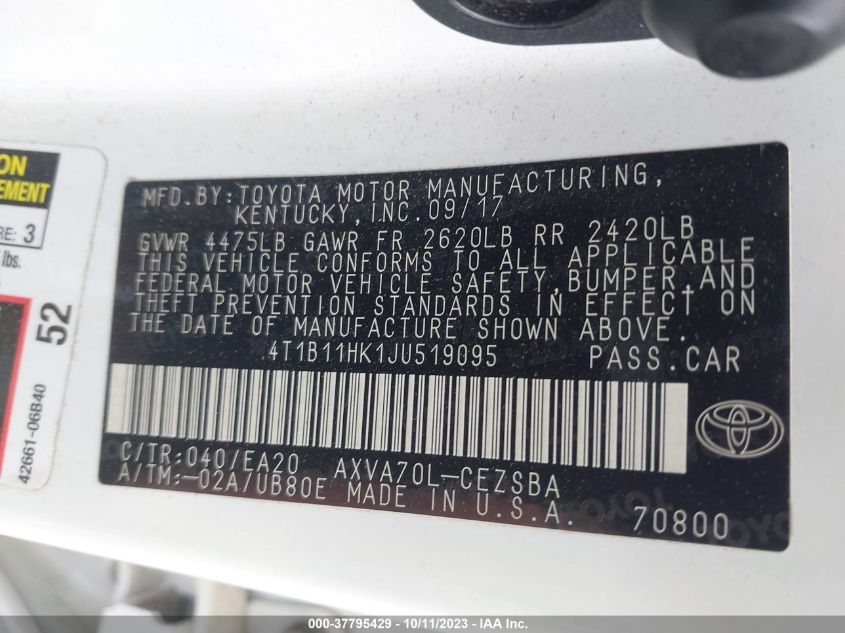 ON
EMENT
RE: 3
lbs.
52
42661-06B40
MFD. BY: TOYOTA MOTOR MANUFACTURING,
KENTUCKY, INC. 09/17
GVWR 4475LB GAWR FR 2620LB RR 2420LB
THIS VEHICLE CONFORMS TO ALL APPLICABLE
FEDERAL MOTOR VEHICLE SAFETY, BUMPER, AND
THEFT PREVENTION STANDARDS IN EFFECT ON
THE DATE OF MANUFACTURE SHOWN ABOVE.
4T1B11HK1JU519095 PASS. CAR
C/TR: 040/EA20 AXVA70L-CEZSBA
A/TM:-02A/UB80E MADE IN U.S.A. 70800
000-37795429 - 10/11/2023 - IAA Inc.